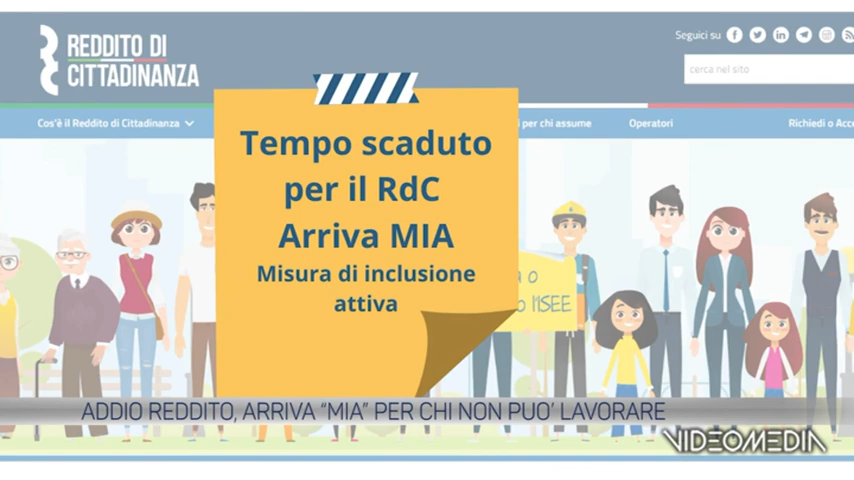 REDDITO DI
CITTADINANZA
Seguici su
cerca nel sito
Cos'è il Reddito di Cittadinanza
per chi assume
Operatori
Richiedi o Acce
Tempo scaduto
per il RdC
Arriva MIA
Misura di inclusione
attiva
o
o l'ISEE
ADDIO REDDITO, ARRIVA "MIA" PER CHI NON PUO' LAVORARE
VIDEOMEDIA